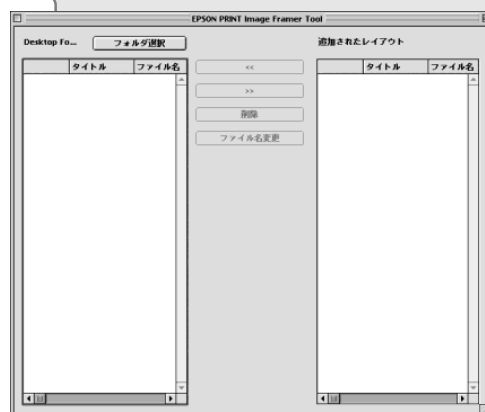 EPSON PRINT Image Framer Tool
Desktop Fo... フォルダ選択 追加されたレイアウト
タイトル ファイル名 << タイトル ファイル名
>>
削除
ファイル名変更